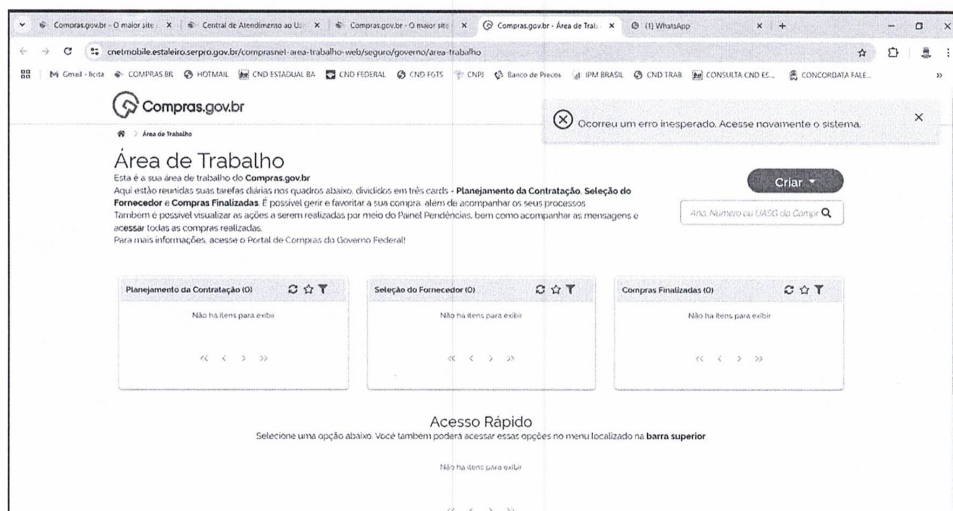 Compras.gov.br - O maior site
Central de Atendimento ao U
Compras.gov.br - O maior site
Compras.gov.br - Área de Trab
(1) WhatsApp
cnetmobile.estaleiro.serpro.gov.br/comprasnet-area-trabalho-web/seguro/governo/area-trabalho
Gmail - licita
COMPRAS BR
HOTMAIL
CND ESTADUAL BA
CND FEDERAL
CND FGTS
CNPJ
Banco de Precos
IPM BRASIL
CND TRAB
CONSULTA CND ES...
CONCORDATA FALE...
Compras.gov.br
Ocorreu um erro inesperado. Acesse novamente o sistema.
Área de Trabalho
Área de Trabalho
Esta é a sua área de trabalho do Compras.gov.br
Aqui estão reunidas suas tarefas diárias nos quadros abaixo, divididos em três cards - Planejamento da Contratação, Seleção do
Fornecedor e Compras Finalizadas. É possível gerir e favoritar a sua compra, além de acompanhar os seus processos
Também é possível visualizar as ações a serem realizadas por meio do Painel Pendências, bem como acompanhar as mensagens e
acessar todas as compras realizadas.
Para mais informações, acesse o Portal de Compras do Governo Federal!
Criar
Ano, Número ou UASG da Compr
Planejamento da Contratação (0)
Não há itens para exibir
Seleção do Fornecedor (0)
Não há itens para exibir
Compras Finalizadas (0)
Não há itens para exibir
Acesso Rápido
Selecione uma opção abaixo. Você também poderá acessar essas opções no menu localizado na barra superior
Não há itens para exibir